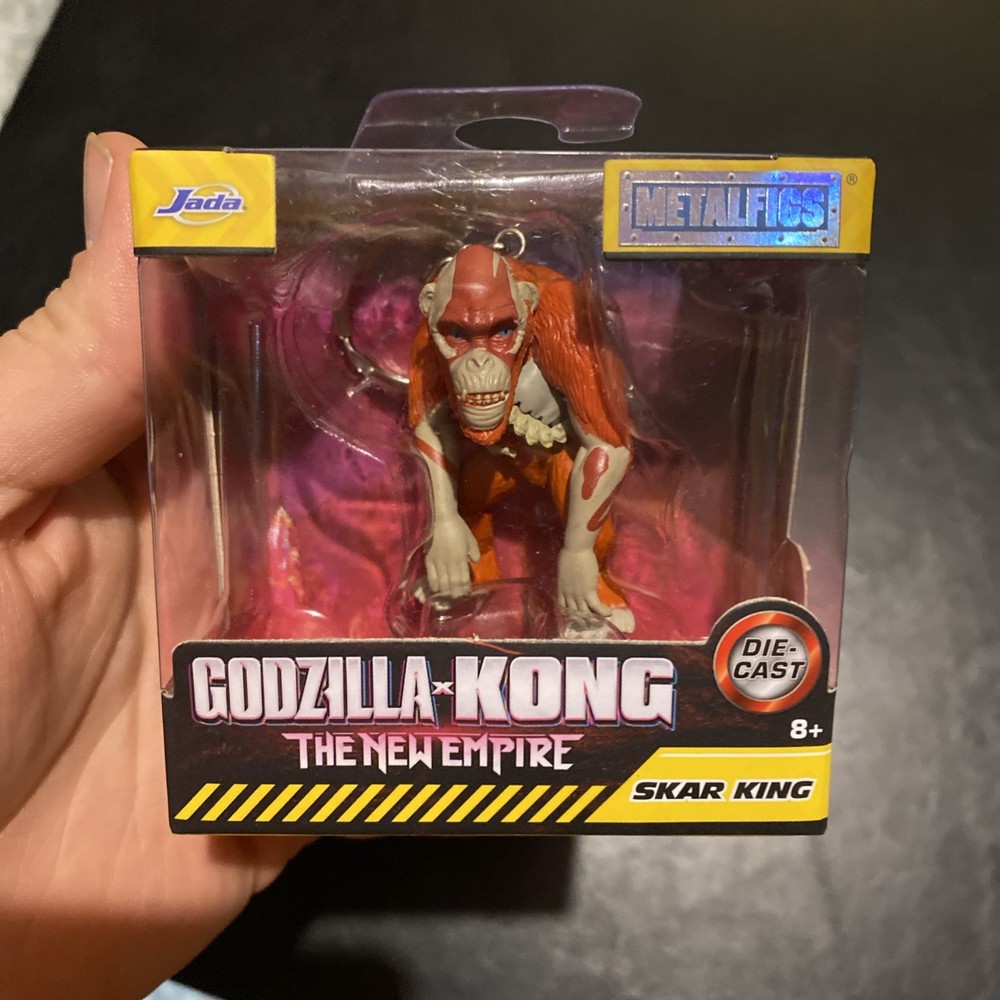 Jada
METALFIGS®
GODZILLA × KONG
THE NEW EMPIRE
DIE-
CAST
8+
SKAR KING